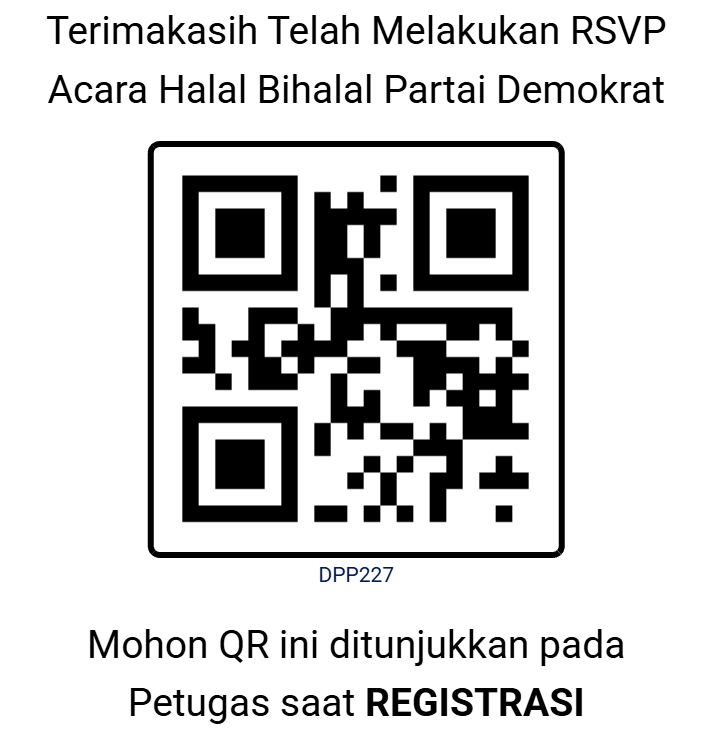 Terimakasih Telah Melakukan RSVP
Acara Halal Bihalal Partai Demokrat
DPP227
Mohon QR ini ditunjukkan pada
Petugas saat REGISTRASI